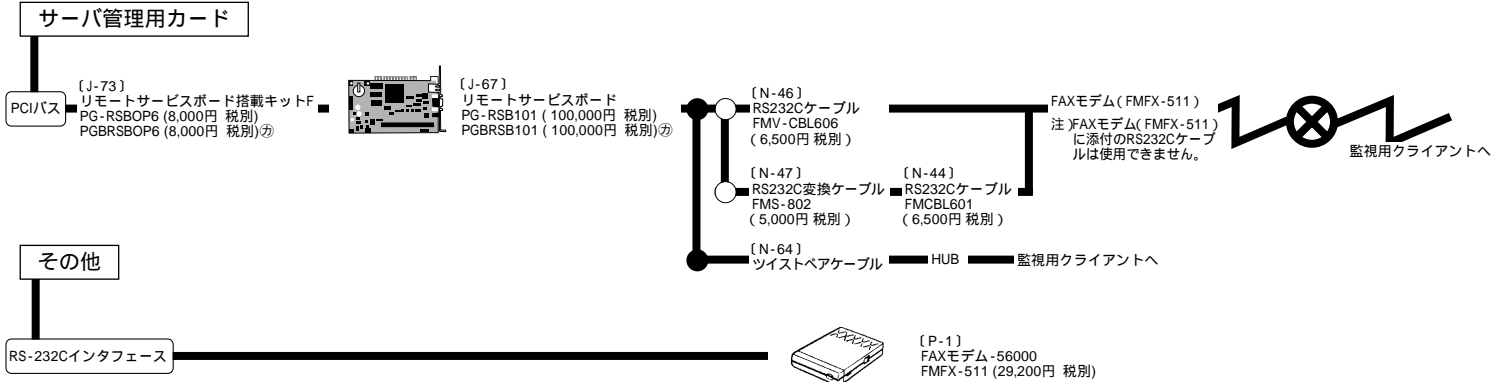 サーバ管理用カード
PCIバス
〔J-73〕
リモートサービスボード搭載キットF
PG-RSBOP6 (8,000円 税別)
PGBRSBOP6 (8,000円 税別)㋕
〔J-67〕
リモートサービスボード
PG-RSB101 ( 100,000円 税別)
PGBRSB101 ( 100,000円 税別)㋕
〔N-46〕
RS232Cケーブル
FMV-CBL606
( 6,500円 税別 )
FAXモデム( FMFX-511 )
注 )FAXモデム( FMFX-511 )
に添付のRS232Cケーブ
ルは使用できません。
監視用クライアントへ
〔N-47〕
RS232C変換ケーブル
FMS-802
( 5,000円 税別 )
〔N-44〕
RS232Cケーブル
FMCBL601
( 6,500円 税別 )
〔N-64〕
ツイストペアケーブル
HUB
監視用クライアントへ
その他
RS-232Cインタフェース
〔P-1〕
FAXモデム-56000
FMFX-511 (29,200円 税別)